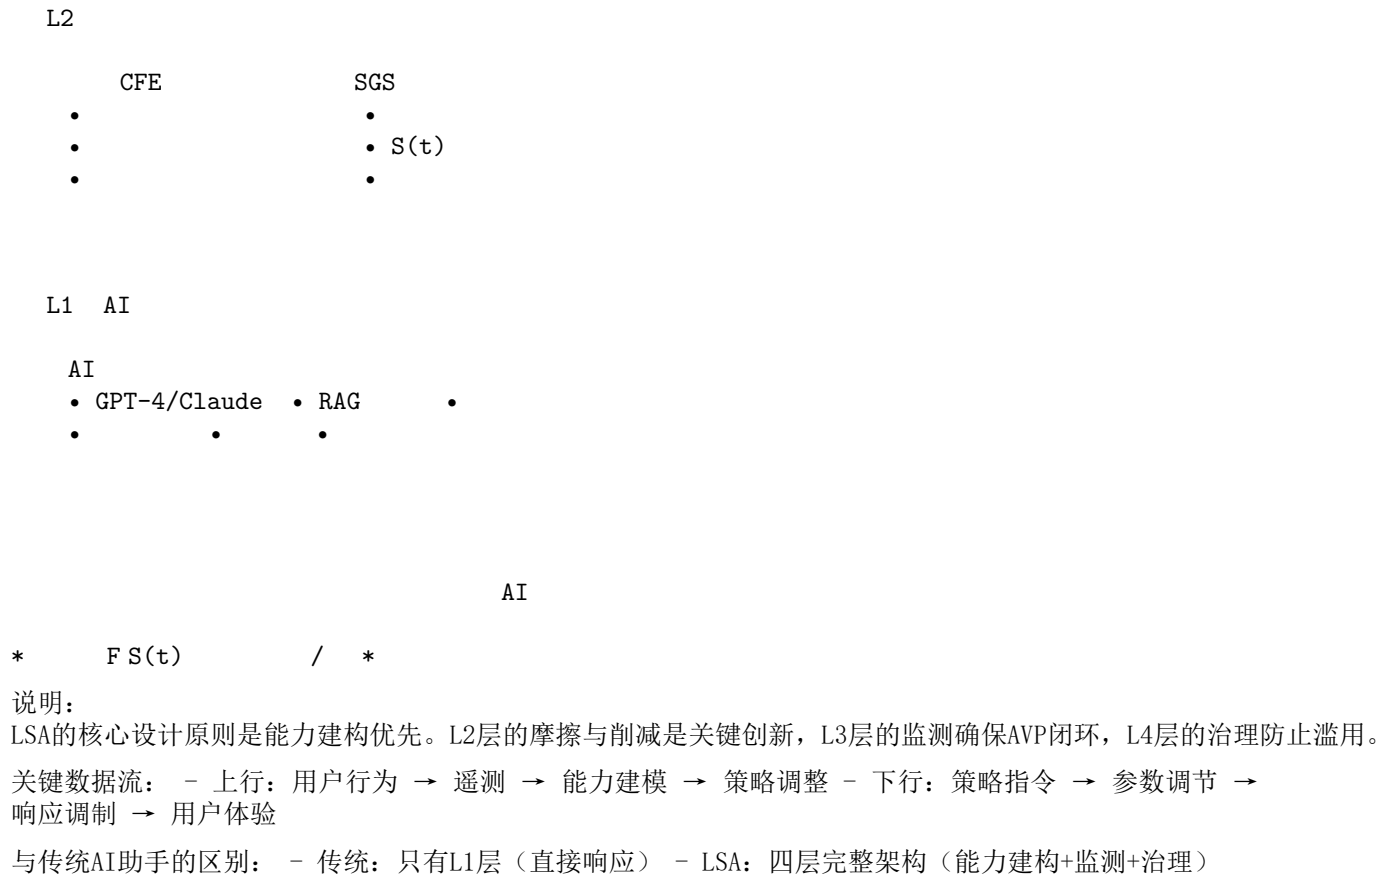 L2
CFE SGS
• •
• • S(t)
• •
L1 AI
AI
• GPT-4/Claude • RAG •
• • •
AI
* F S(t) / *
说明：
LSA的核心设计原则是能力建构优先。L2层的摩擦与削减是关键创新，L3层的监测确保AVP闭环，L4层的治理防止滥用。
关键数据流： - 上行：用户行为 → 遥测 → 能力建模 → 策略调整 - 下行：策略指令 → 参数调节 →
响应调制 → 用户体验
与传统AI助手的区别： - 传统：只有L1层（直接响应） - LSA：四层完整架构（能力建构+监测+治理）